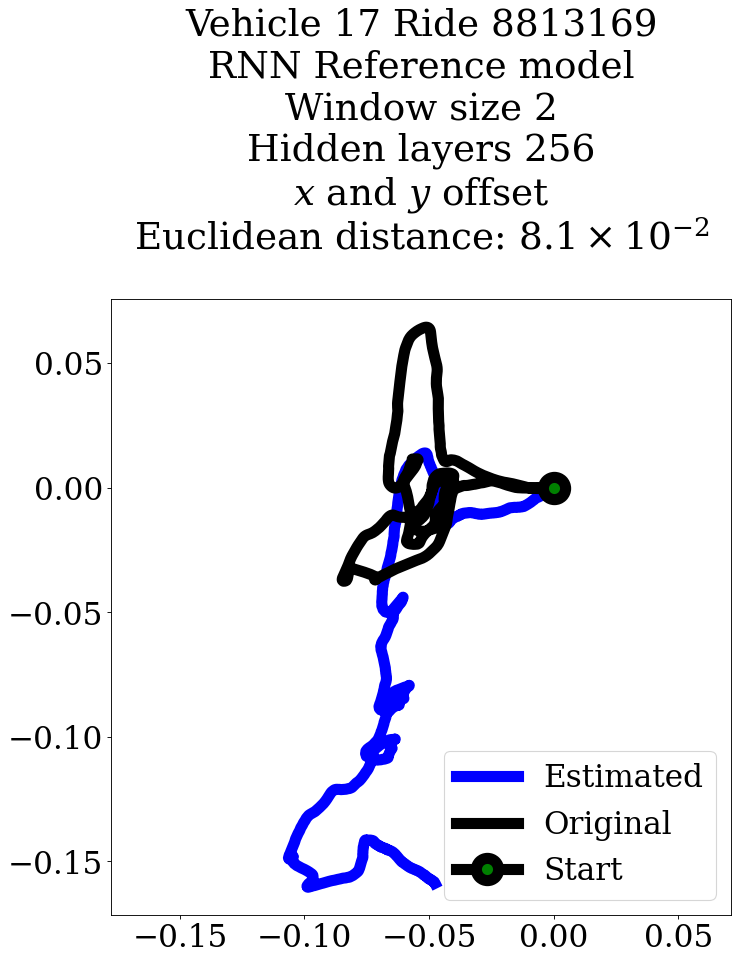 Vehicle 17 Ride 8813169
RNN Reference model
Window size 2
Hidden layers 256
x and y offset
Euclidean distance: 8.1 × 10⁻²
0.05
0.00
−0.05
−0.10
−0.15
Estimated
Original
Start
−0.15 −0.10 −0.05 0.00 0.05